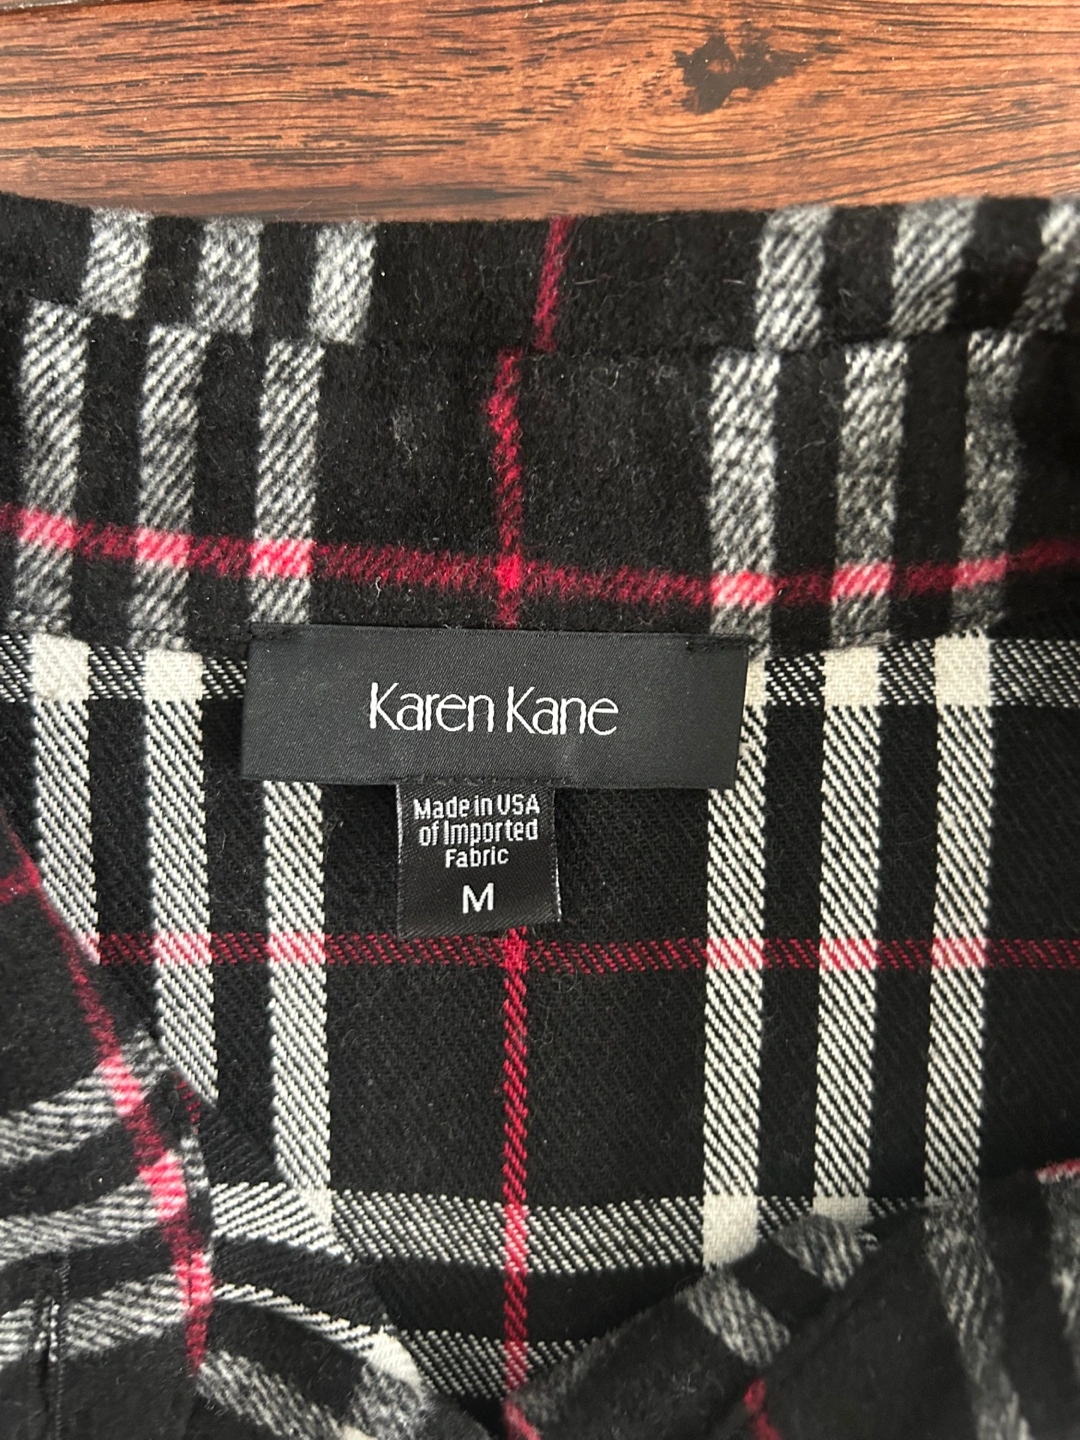 Karen Kane
Made in USA
of Imported
Fabric
M